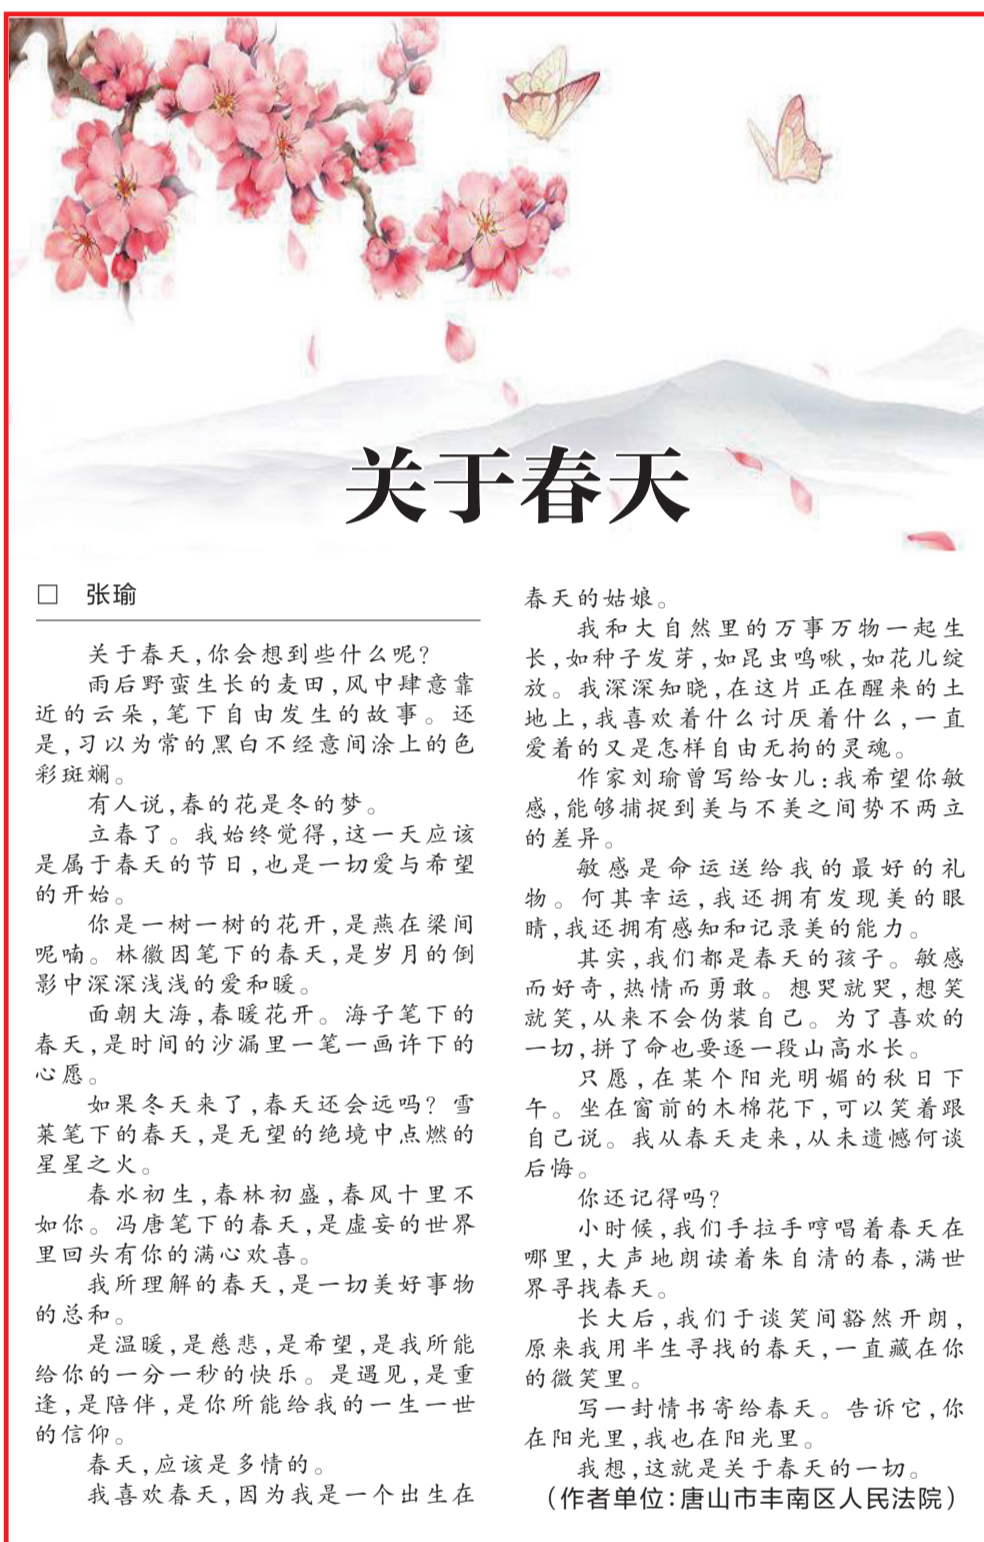 关于春天
□ 张瑜
关于春天,你会想到些什么呢?
雨后野蛮生长的麦田,风中肆意靠
近的云朵,笔下自由发生的故事。还
是,习以为常的黑白不经意间涂上的色
彩斑斓。
有人说,春的花是冬的梦。
立春了。我始终觉得,这一天应该
是属于春天的节日,也是一切爱与希望
的开始。
你是一树一树的花开,是燕在梁间
呢喃。林徽因笔下的春天,是岁月的倒
影中深深浅浅的爱和暖。
面朝大海,春暖花开。海子笔下的
春天,是时间的沙漏里一笔一画许下的
心愿。
如果冬天来了,春天还会远吗?雪
莱笔下的春天,是无望的绝境中点燃的
星星之火。
春水初生,春林初盛,春风十里不
如你。冯唐笔下的春天,是虚妄的世界
里回头有你的满心欢喜。
我所理解的春天,是一切美好事物
的总和。
是温暖,是慈悲,是希望,是我所能
给你的一分一秒的快乐。是遇见,是重
逢,是陪伴,是你所能给我的一生一世
的信仰。
春天,应该是多情的。
我喜欢春天,因为我是一个出生在
春天的姑娘。
我和大自然里的万事万物一起生
长,如种子发芽,如昆虫鸣啾,如花儿绽
放。我深深知晓,在这片正在醒来的土
地上,我喜欢着什么讨厌着什么,一直
爱着的又是怎样自由无拘的灵魂。
作家刘瑜曾写给女儿:我希望你敏
感,能够捕捉到美与不美之间势不两立
的差异。
敏感是命运送给我的最好的礼
物。何其幸运,我还拥有发现美的眼
睛,我还拥有感知和记录美的能力。
其实,我们都是春天的孩子。敏感
而好奇,热情而勇敢。想哭就哭,想笑
就笑,从来不会伪装自己。为了喜欢的
一切,拼了命也要逐一段山高水长。
只愿,在某个阳光明媚的秋日下
午。坐在窗前的木棉花下,可以笑着跟
自己说。我从春天走来,从未遗憾何谈
后悔。
你还记得吗?
小时候,我们手拉手哼唱着春天在
哪里,大声地朗读着朱自清的春,满世
界寻找春天。
长大后,我们于谈笑间豁然开朗,
原来我用半生寻找的春天,一直藏在你
的微笑里。
写一封情书寄给春天。告诉它,你
在阳光里,我也在阳光里。
我想,这就是关于春天的一切。
(作者单位:唐山市丰南区人民法院)